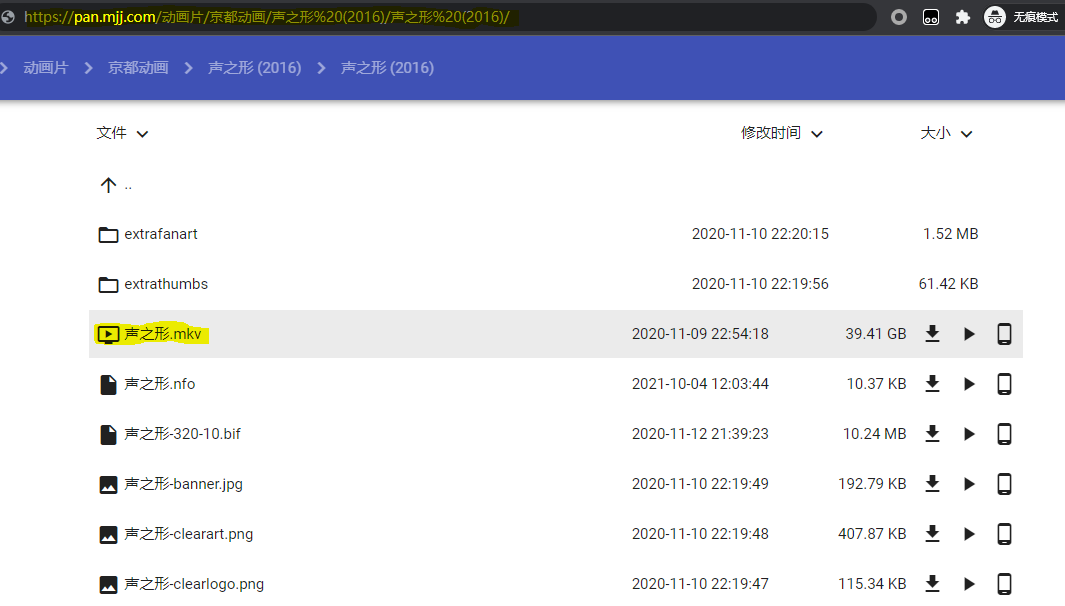 https://pan.mjj.com/动画片/京都动画/声之形%20(2016)/声之形%20(2016)/ 无痕模式
动画片 京都动画 声之形 (2016) 声之形 (2016)
文件 修改时间 大小
..
extrafanart 2020-11-10 22:20:15 1.52 MB
extrathumbs 2020-11-10 22:19:56 61.42 KB
声之形.mkv 2020-11-09 22:54:18 39.41 GB
声之形.nfo 2021-10-04 12:03:44 10.37 KB
声之形-320-10.bif 2020-11-12 21:39:23 10.24 MB
声之形-banner.jpg 2020-11-10 22:19:49 192.79 KB
声之形-clearart.png 2020-11-10 22:19:48 407.87 KB
声之形-clearlogo.png 2020-11-10 22:19:47 115.34 KB